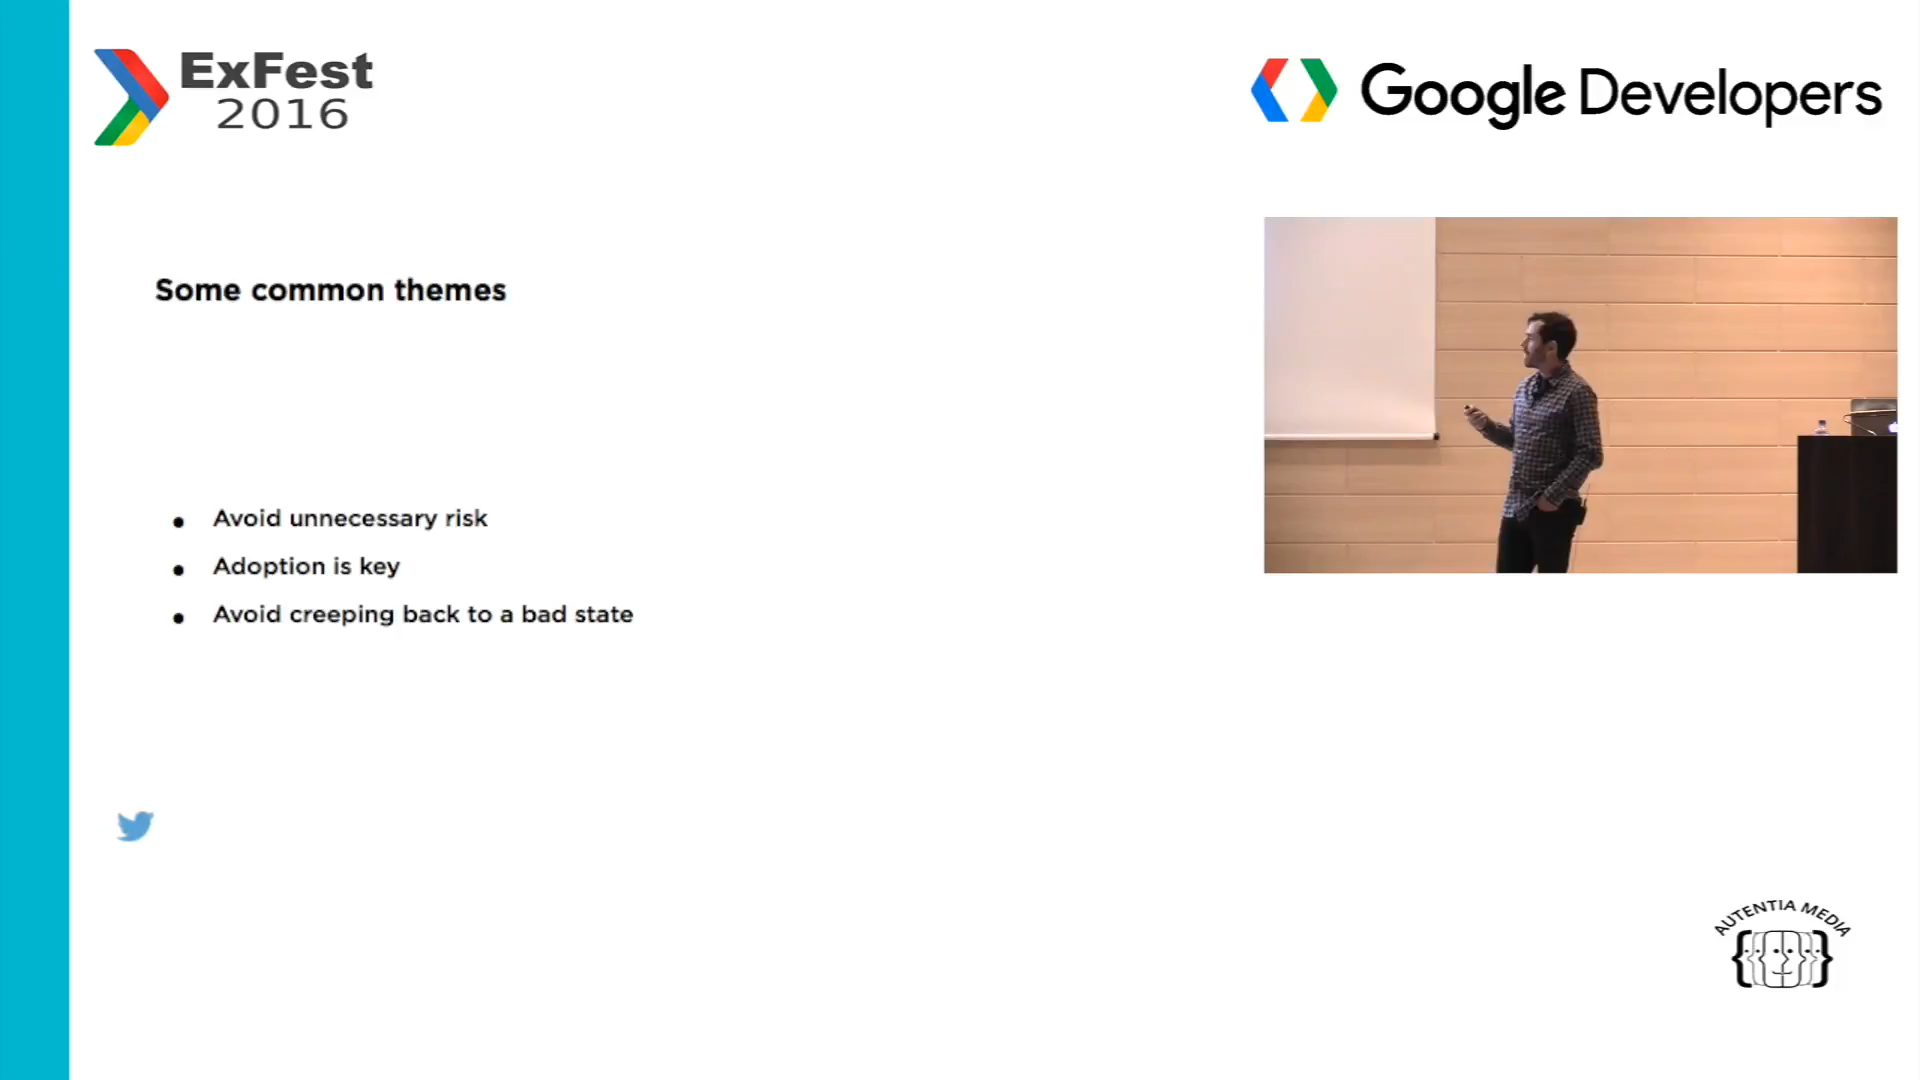 ExFest
2016
Google Developers
Some common themes
• Avoid unnecessary risk
• Adoption is key
• Avoid creeping back to a bad state
AUTENTIA MEDIA